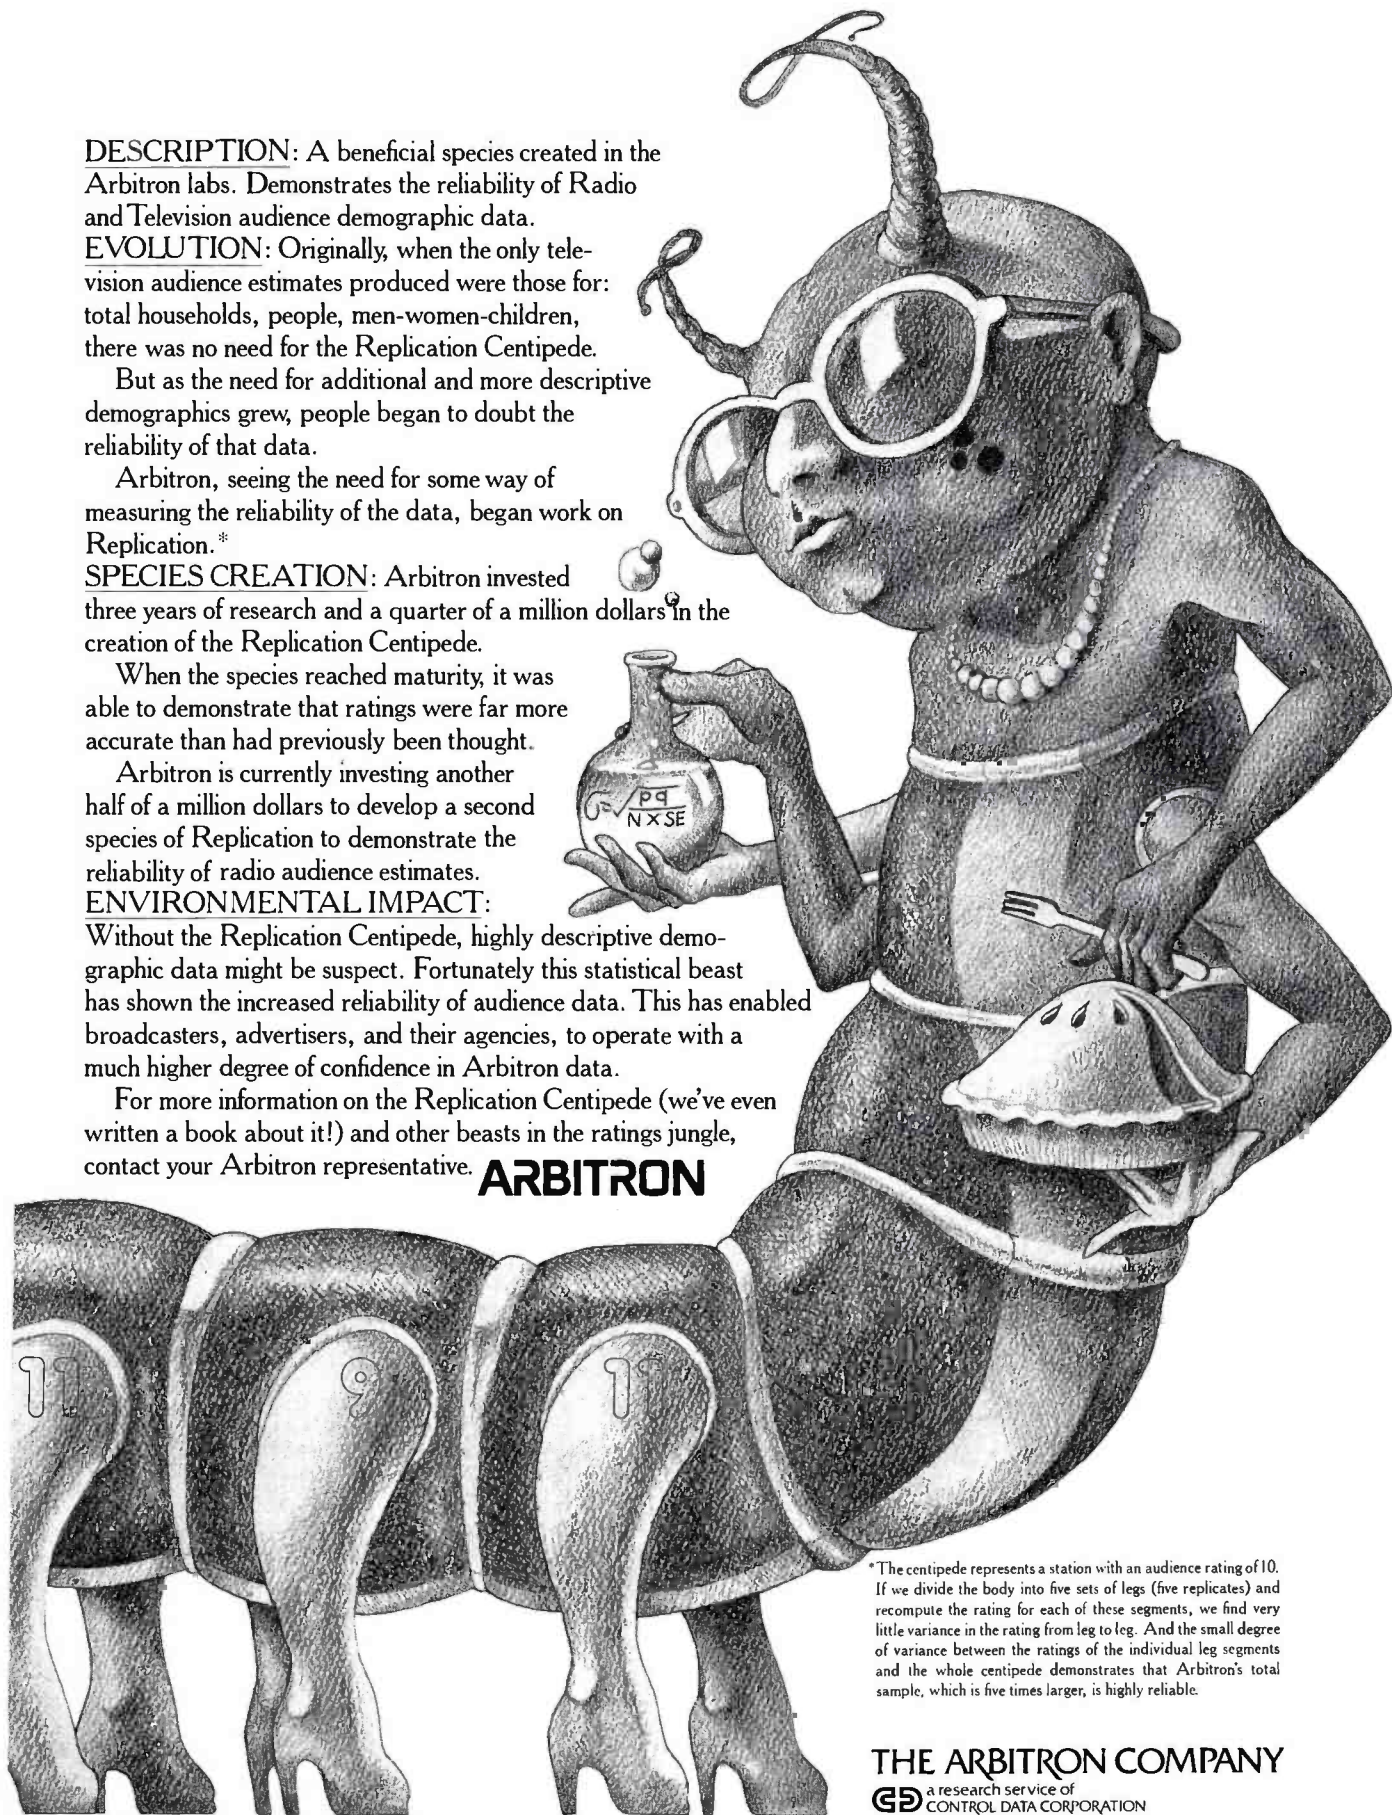 DESCRIPTION: A beneficial species created in the
Arbitron labs. Demonstrates the reliability of Radio
and Television audience demographic data.
EVOLUTION: Originally, when the only tele-
vision audience estimates produced were those for:
total households, people, men-women-children,
there was no need for the Replication Centipede.
But as the need for additional and more descriptive
demographics grew, people began to doubt the
reliability of that data.
Arbitron, seeing the need for some way of
measuring the reliability of the data, began work on
Replication.*
SPECIES CREATION: Arbitron invested
three years of research and a quarter of a million dollars in the
creation of the Replication Centipede.
When the species reached maturity, it was
able to demonstrate that ratings were far more
accurate than had previously been thought.
Arbitron is currently investing another
half of a million dollars to develop a second
species of Replication to demonstrate the
reliability of radio audience estimates.
ENVIRONMENTAL IMPACT:
Without the Replication Centipede, highly descriptive demo-
graphic data might be suspect. Fortunately this statistical beast
has shown the increased reliability of audience data. This has enabled
broadcasters, advertisers, and their agencies, to operate with a
much higher degree of confidence in Arbitron data.
For more information on the Replication Centipede (we've even
written a book about it!) and other beasts in the ratings jungle,
contact your Arbitron representative. ARBITRON
pq
N X SE
11 9
*The centipede represents a station with an audience rating of 10.
If we divide the body into five sets of legs (five replicates) and
recompute the rating for each of these segments, we find very
little variance in the rating from leg to leg. And the small degree
of variance between the ratings of the individual leg segments
and the whole centipede demonstrates that Arbitron's total
sample, which is five times larger, is highly reliable.
THE ARBITRON COMPANY
a research service of
CONTROL DATA CORPORATION